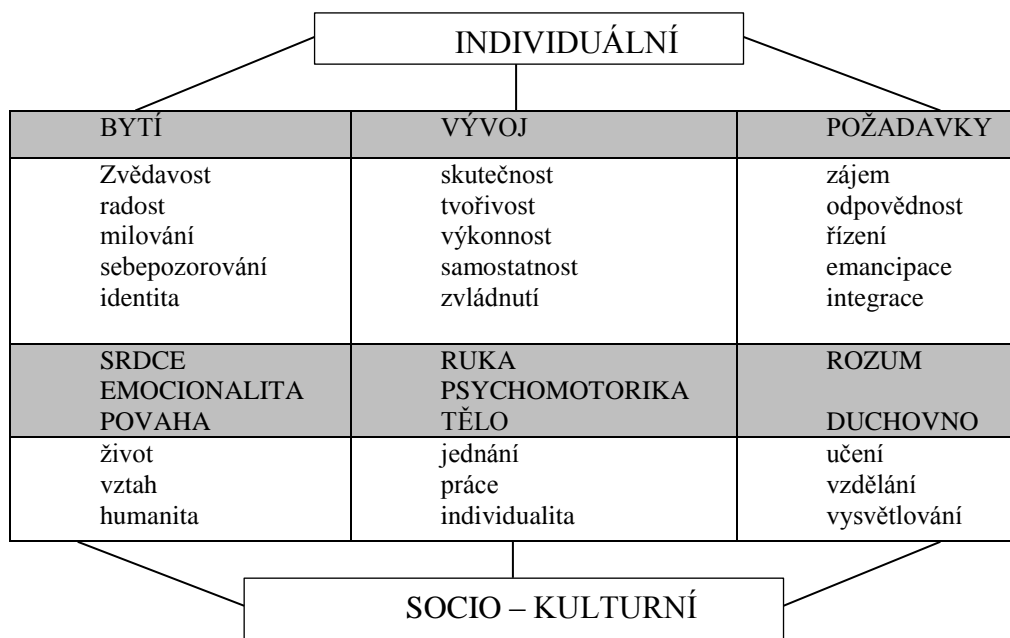 INDIVIDUÁLNÍ
BYTÍ VÝVOJ POŽADAVKY
Zvědavost skutečnost zájem
radost tvořivost odpovědnost
milování výkonnost řízení
sebepozorování samostatnost emancipace
identita zvládnutí integrace
SRDCE RUKA ROZUM
EMOCIONALITA PSYCHOMOTORIKA
POVAHA TĚLO DUCHOVNO
život jednání učení
vztah práce vzdělání
humanita individualita vysvětlování
SOCIO – KULTURNÍ